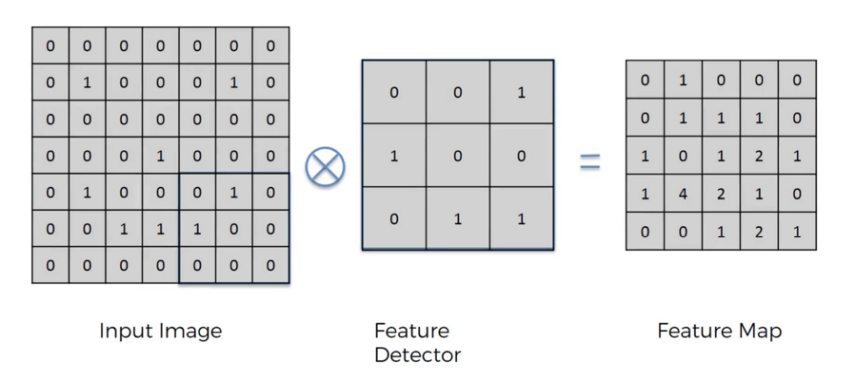 0 0 0 0 0 0 0
0 1 0 0 0 1 0
0 0 0 0 0 0 0
0 0 0 1 0 0 0
0 1 0 0 0 1 0
0 0 1 1 1 0 0
0 0 0 0 0 0 0
Input Image
0 0 1
1 0 0
0 1 1
Feature
Detector
=
0 1 0 0 0
0 1 1 1 0
1 0 1 2 1
1 4 2 1 0
0 0 1 2 1
Feature Map